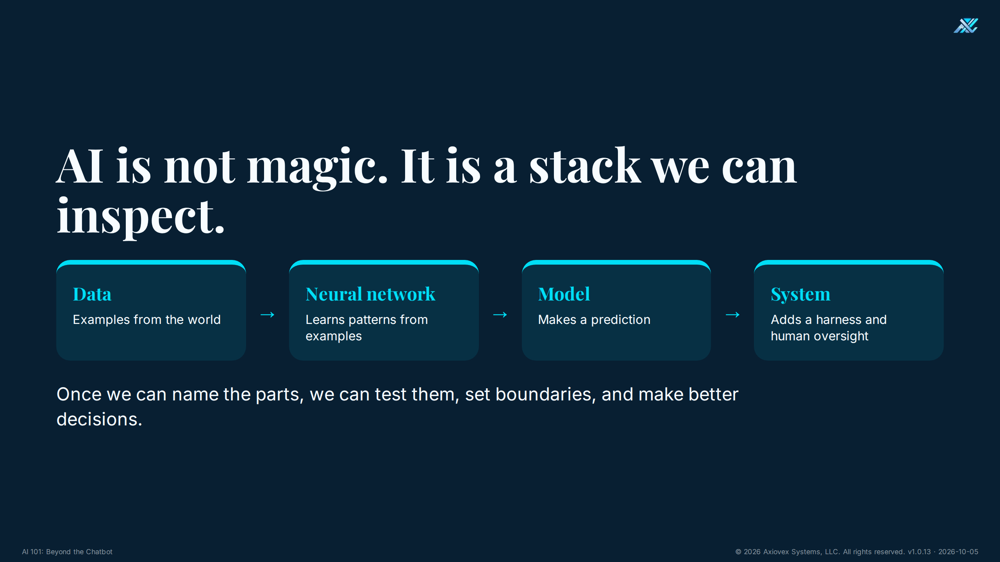 AI is not magic. It is a stack we can
inspect.
Data
Examples from the world
→
Neural network
Learns patterns from
examples
→
Model
Makes a prediction
→
System
Adds a harness and
human oversight
Once we can name the parts, we can test them, set boundaries, and make better
decisions.
AI 101: Beyond the Chatbot
© 2026 Axiovex Systems, LLC. All rights reserved. v1.0.13 · 2026-10-05